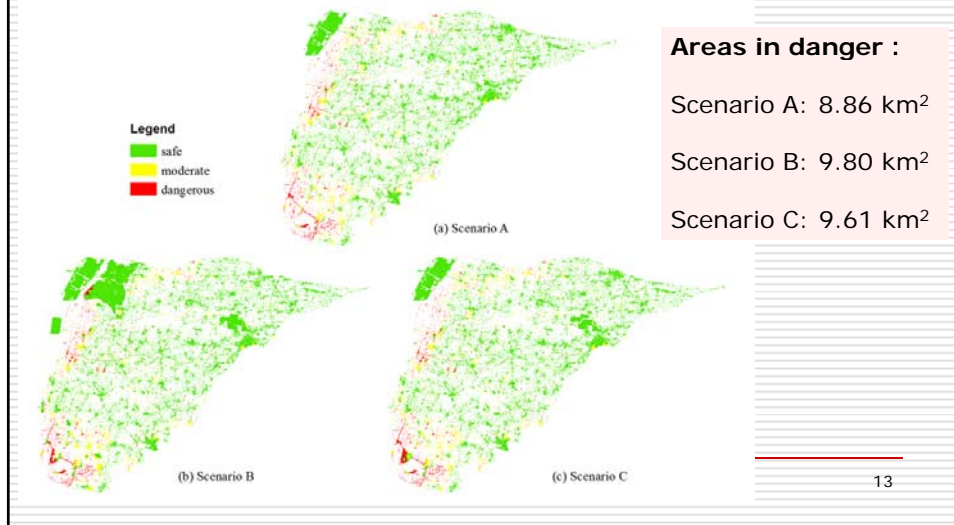 Areas in danger :
Scenario A: 8.86 km²
Scenario B: 9.80 km²
Scenario C: 9.61 km²
Legend
safe
moderate
dangerous
(a) Scenario A
(b) Scenario B
(c) Scenario C
13